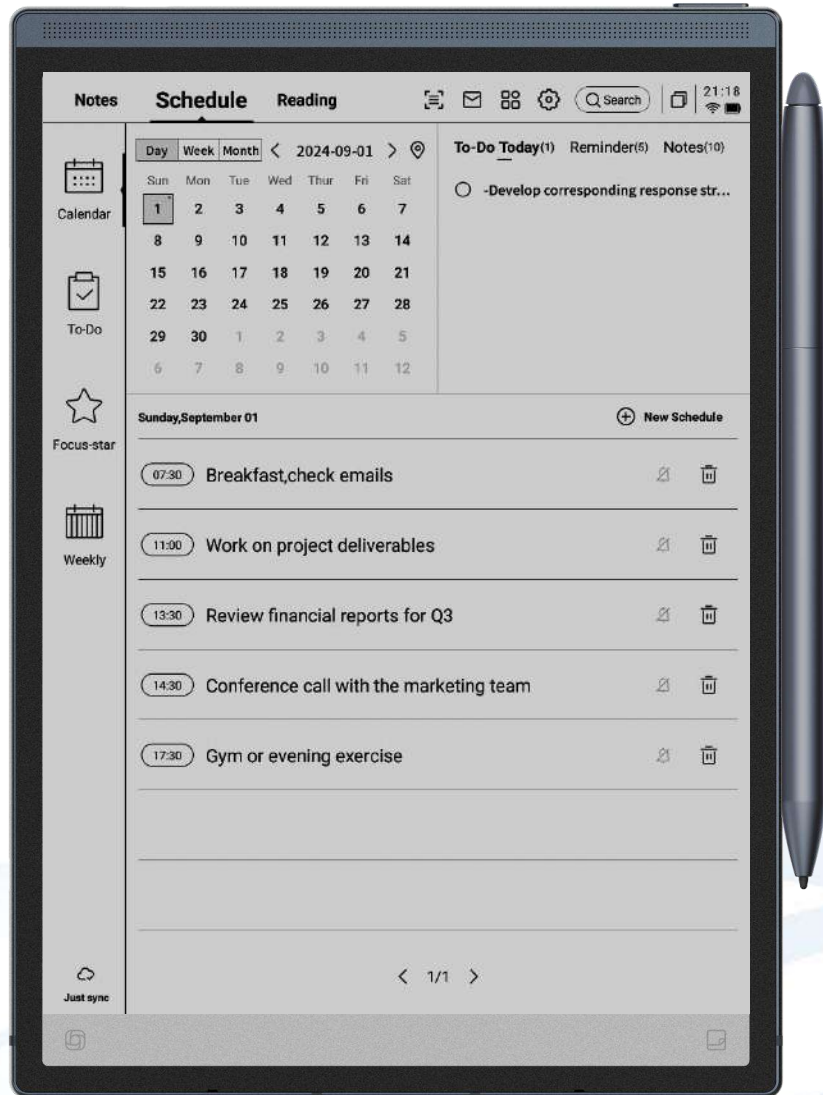 Notes Schedule Reading Search 21:18
Calendar
To-Do
Focus-star
Weekly
Just sync
Day Week Month 2024-09-01
Sun Mon Tue Wed Thur Fri Sat
1 2 3 4 5 6 7
8 9 10 11 12 13 14
15 16 17 18 19 20 21
22 23 24 25 26 27 28
29 30 1 2 3 4 5
6 7 8 9 10 11 12
To-Do Today(1) Reminder(5) Notes(10)
-Develop corresponding response str...
Sunday,September 01 New Schedule
07:30 Breakfast,check emails
11:00 Work on project deliverables
13:30 Review financial reports for Q3
14:30 Conference call with the marketing team
17:30 Gym or evening exercise
1/1